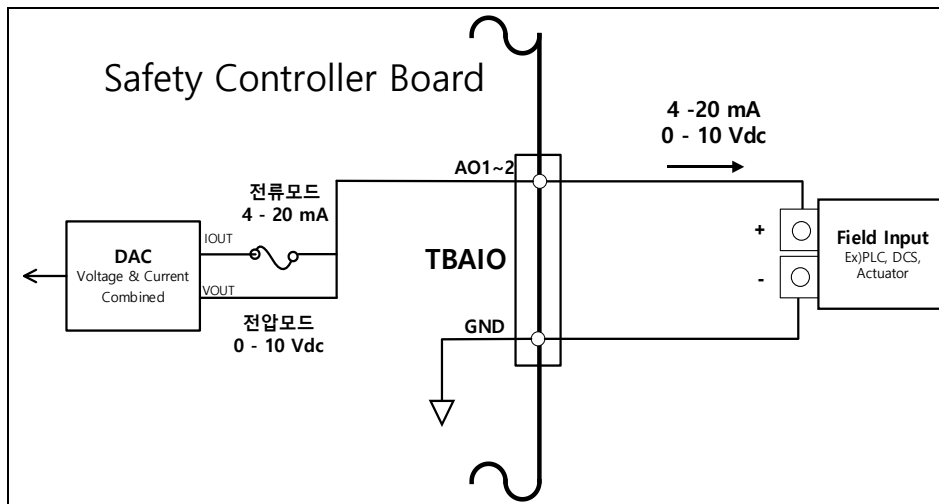 Safety Controller Board
4 -20 mA
0 - 10 Vdc
AO1~2
전류모드
4 - 20 mA
IOUT
DAC
Voltage & Current
Combined
VOUT
전압모드
0 - 10 Vdc
TBAIO
GND
+
-
Field Input
Ex)PLC, DCS,
Actuator